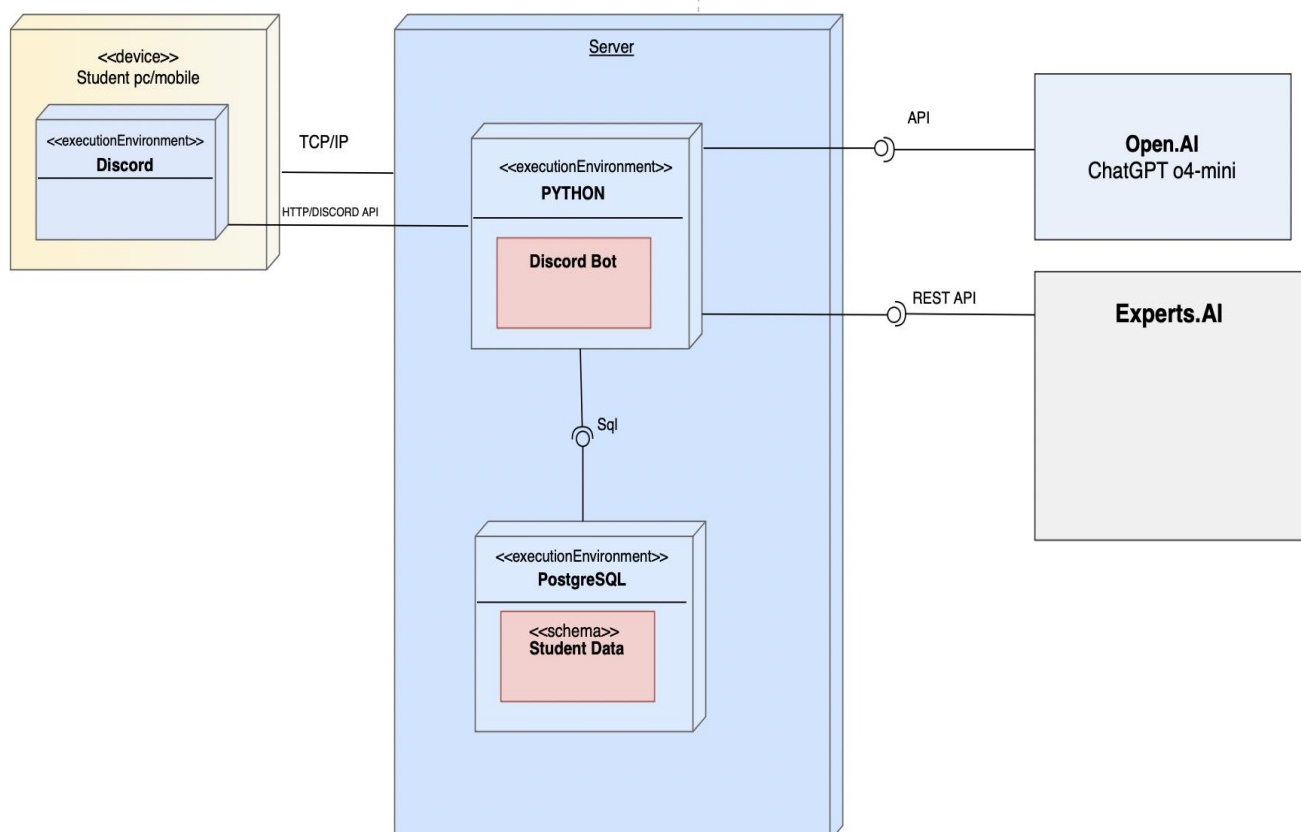 <<device>>
Student pc/mobile
<<executionEnvironment>>
Discord
TCP/IP
HTTP/DISCORD API
Server
<<executionEnvironment>>
PYTHON
Discord Bot
Sql
<<executionEnvironment>>
PostgreSQL
<<schema>>
Student Data
API
Open.AI
ChatGPT o4-mini
REST API
Experts.AI